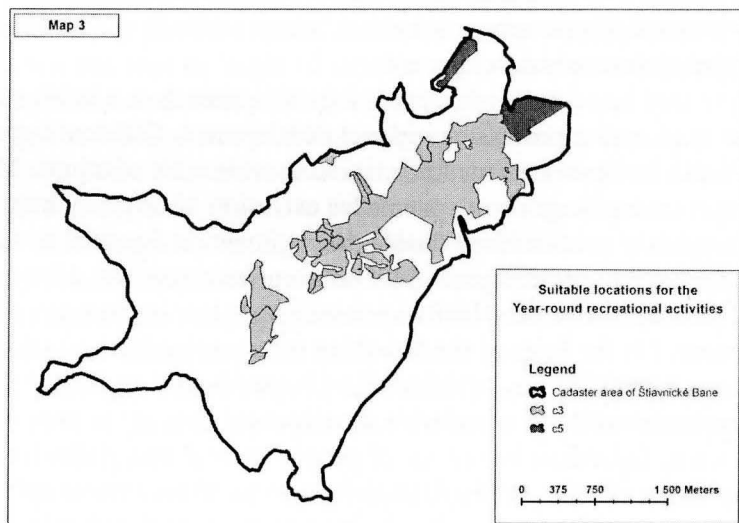 Map 3
Suitable locations for the
Year-round recreational activities
Legend
Cadaster area of Štiavnické Bane
c3
c5
0 375 750 1 500 Meters